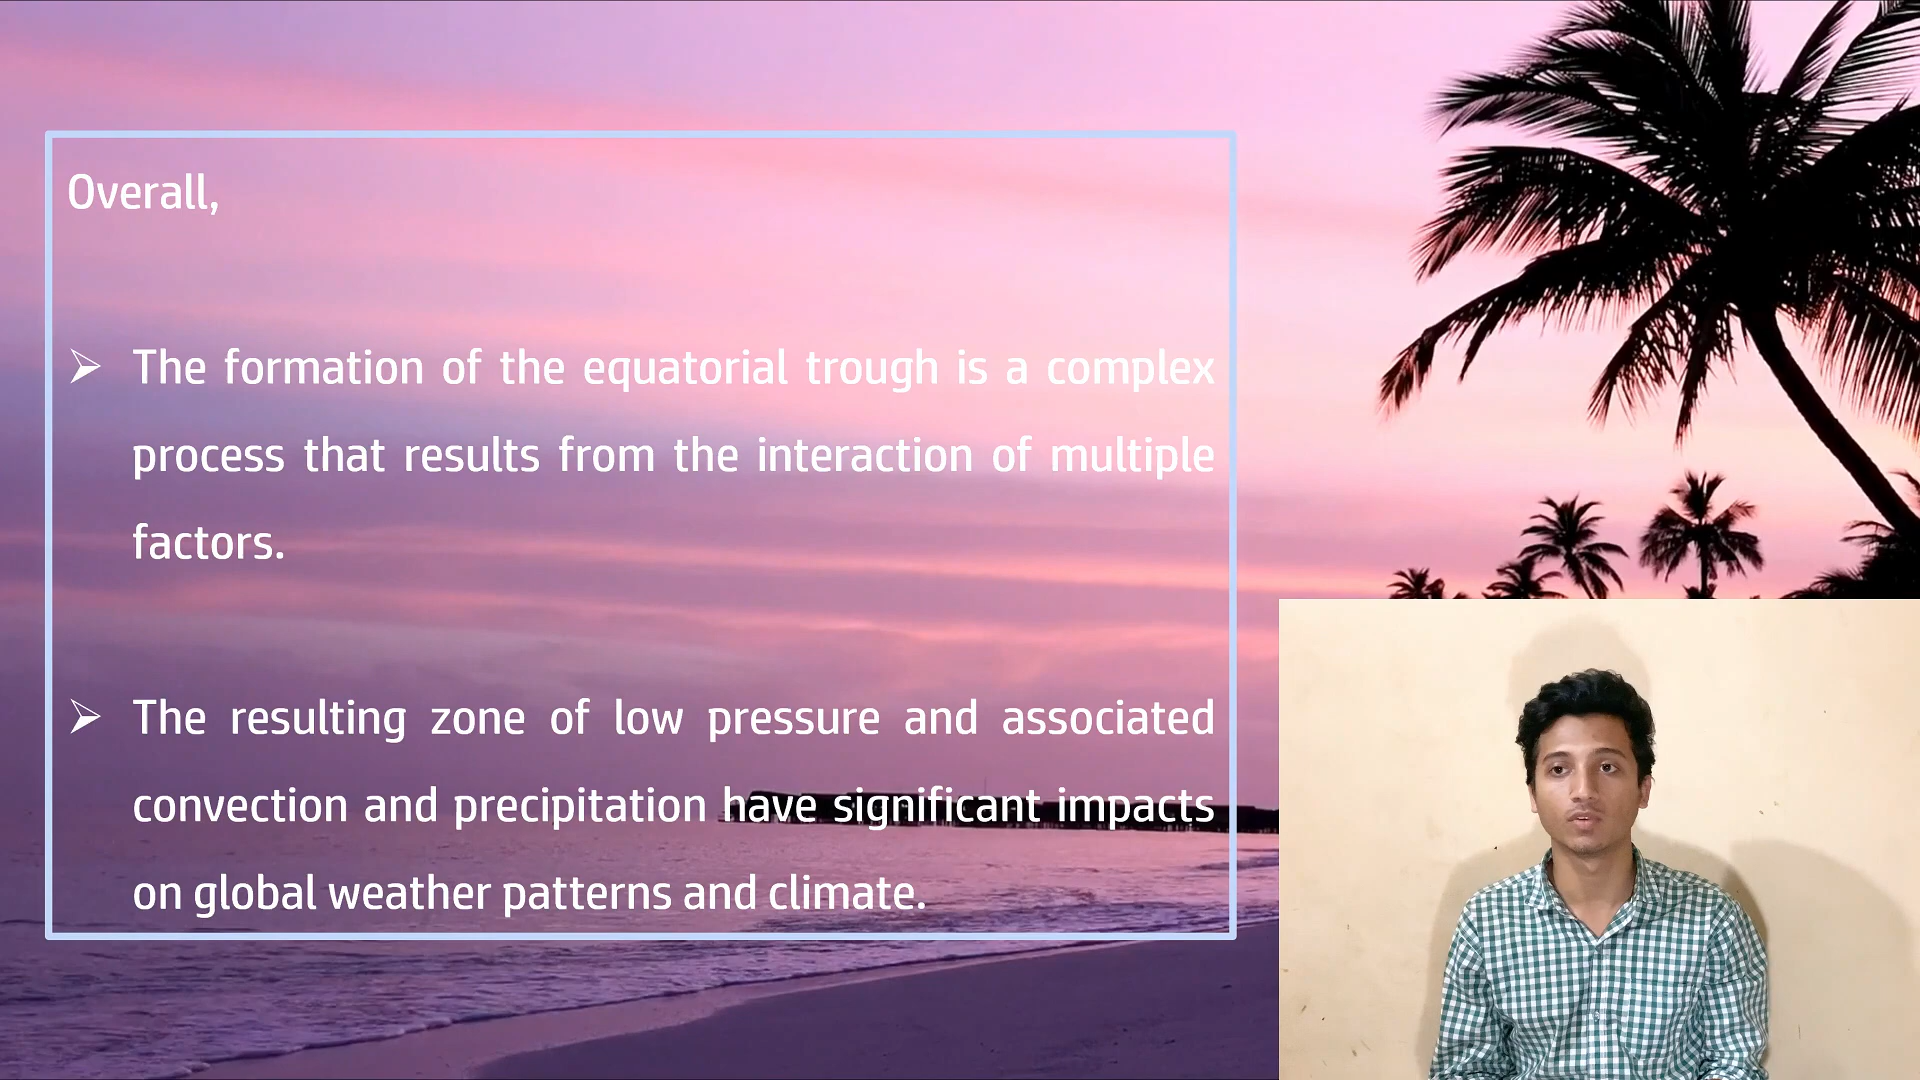 Overall,
➢ The formation of the equatorial trough is a complex
process that results from the interaction of multiple
factors.
➢ The resulting zone of low pressure and associated
convection and precipitation have significant impacts
on global weather patterns and climate.